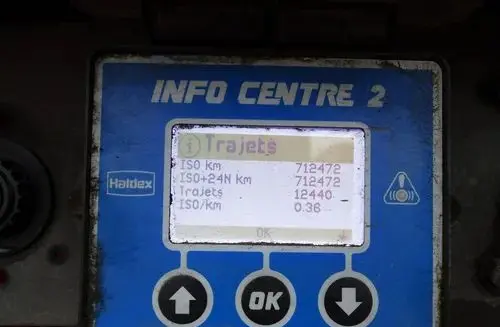 INFO CENTRE 2
Trajets
ISO km 712472
ISO+24N km 712472
Trajets 12440
ISO/km 0.36
OK
Haldex
OK